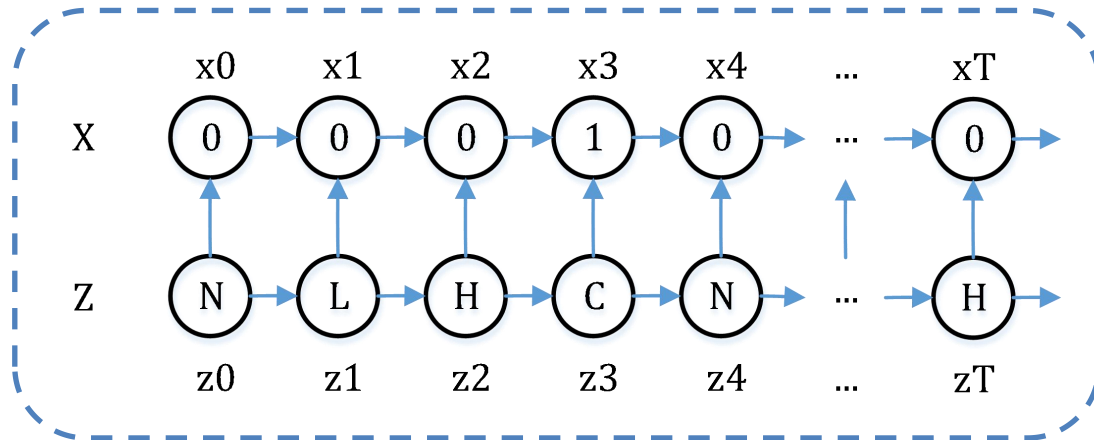 x0 x1 x2 x3 x4 ... xT
X 0 0 0 1 0 ... 0
Z N L H C N ... H
z0 z1 z2 z3 z4 ... zT